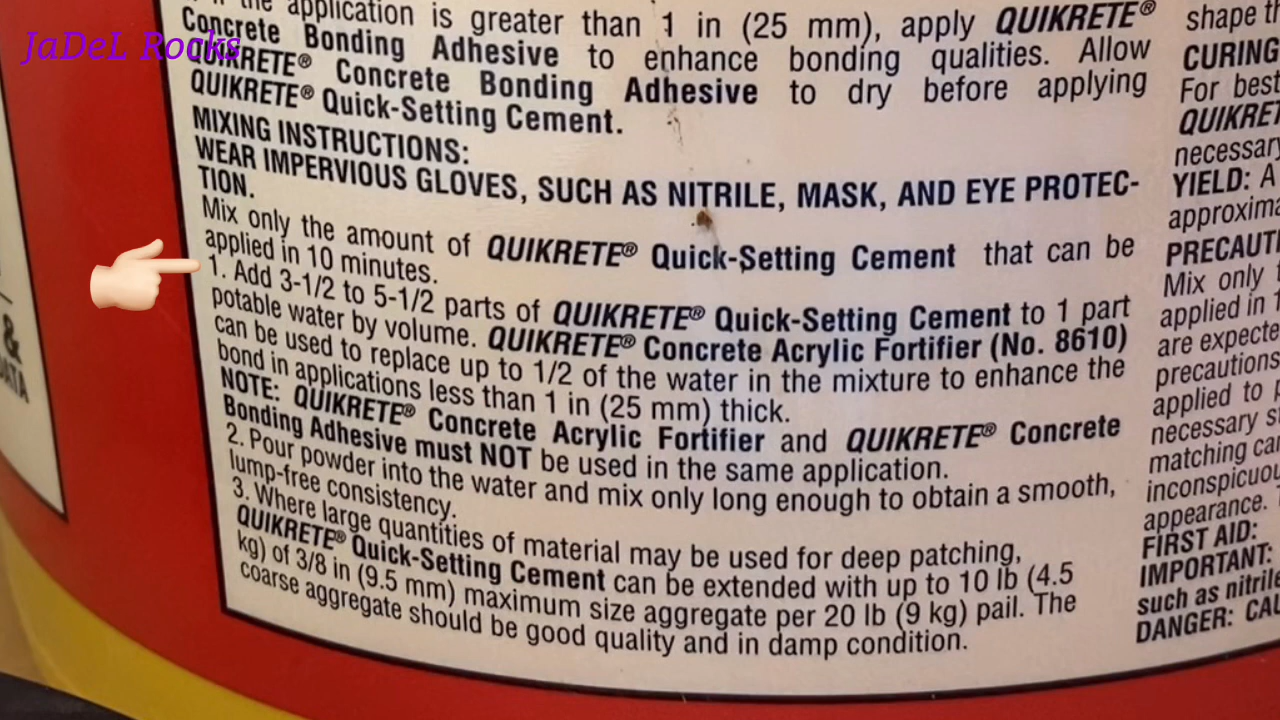 JaDeL Rocks
the application is greater than 1 in (25 mm), apply QUIKRETE®
Concrete Bonding Adhesive to enhance bonding qualities. Allow
QUIKRETE® Concrete Bonding Adhesive to dry before applying
QUIKRETE® Quick-Setting Cement.
MIXING INSTRUCTIONS:
WEAR IMPERVIOUS GLOVES, SUCH AS NITRILE, MASK, AND EYE PROTEC-
TION.
Mix only the amount of QUIKRETE® Quick-Setting Cement that can be
applied in 10 minutes.
1. Add 3-1/2 to 5-1/2 parts of QUIKRETE® Quick-Setting Cement to 1 part
potable water by volume. QUIKRETE® Concrete Acrylic Fortifier (No. 8610)
can be used to replace up to 1/2 of the water in the mixture to enhance the
bond in applications less than 1 in (25 mm) thick.
NOTE: QUIKRETE® Concrete Acrylic Fortifier and QUIKRETE® Concrete
Bonding Adhesive must NOT be used in the same application.
2. Pour powder into the water and mix only long enough to obtain a smooth,
lump-free consistency.
3. Where large quantities of material may be used for deep patching,
QUIKRETE® Quick-Setting Cement can be extended with up to 10 lb (4.5
kg) of 3/8 in (9.5 mm) maximum size aggregate per 20 lb (9 kg) pail. The
coarse aggregate should be good quality and in damp condition.
shape
CURING
For best
QUIKRET
necessary
YIELD: A
approxima
PRECAUT
Mix only
applied in
are expecte
precautions
applied to
necessary
matching ca
inconspicuou
appearance.
FIRST AID:
IMPORTANT:
such as nitrile
DANGER: CAU
&